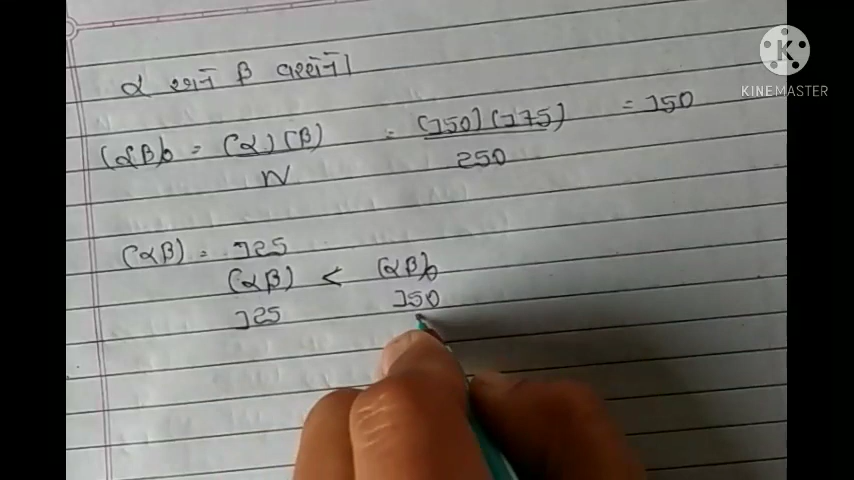 α અને β વચ્ચેનો
(αβ)₀ = (α)(β) / N = (150)(175) / 250 = 150
(αβ) = 125
(αβ) < (αβ)₀
125 150
K
KINEMASTER